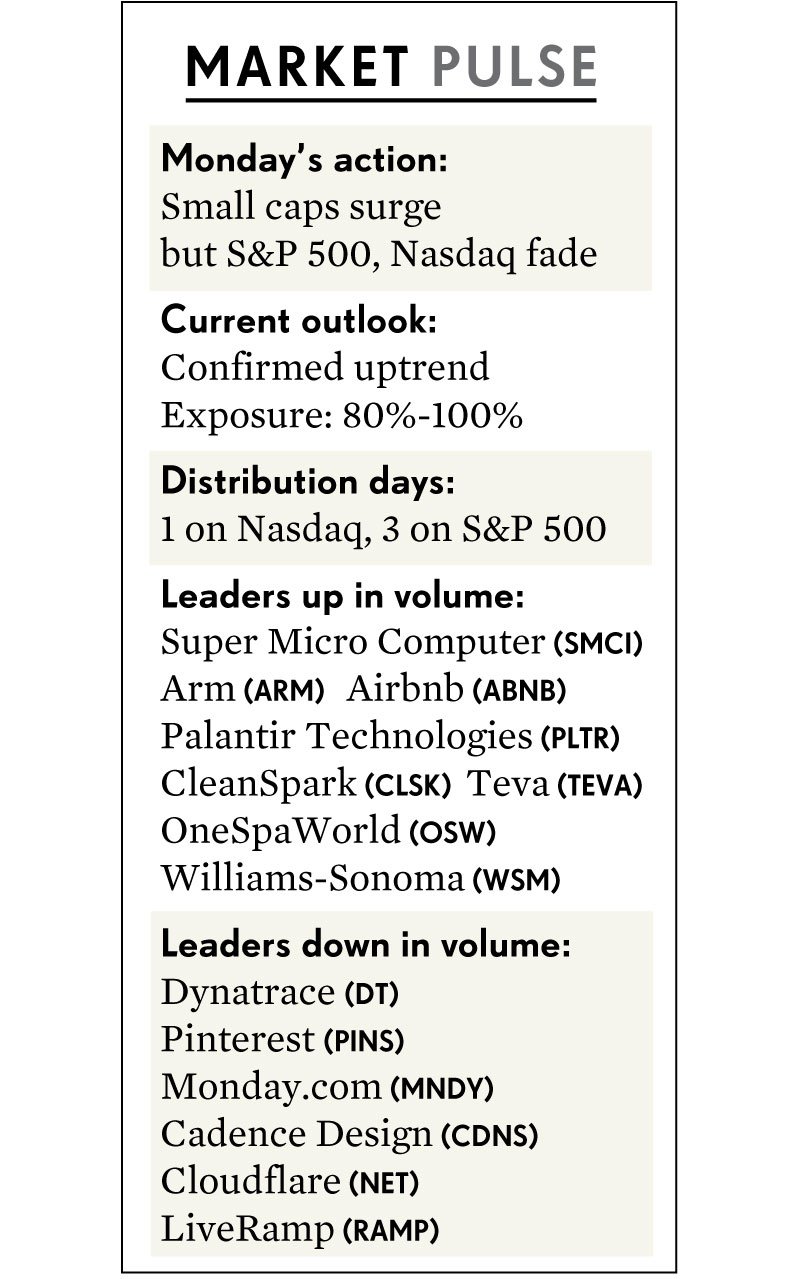 MARKET PULSE
Monday’s action:
Small caps surge
but S&P 500, Nasdaq fade
Current outlook:
Confirmed uptrend
Exposure: 80%-100%
Distribution days:
1 on Nasdaq, 3 on S&P 500
Leaders up in volume:
Super Micro Computer (SMCI)
Arm (ARM) Airbnb (ABNB)
Palantir Technologies (PLTR)
CleanSpark (CLSK) Teva (TEVA)
OneSpaWorld (OSW)
Williams-Sonoma (WSM)
Leaders down in volume:
Dynatrace (DT)
Pinterest (PINS)
Monday.com (MNDY)
Cadence Design (CDNS)
Cloudflare (NET)
LiveRamp (RAMP)